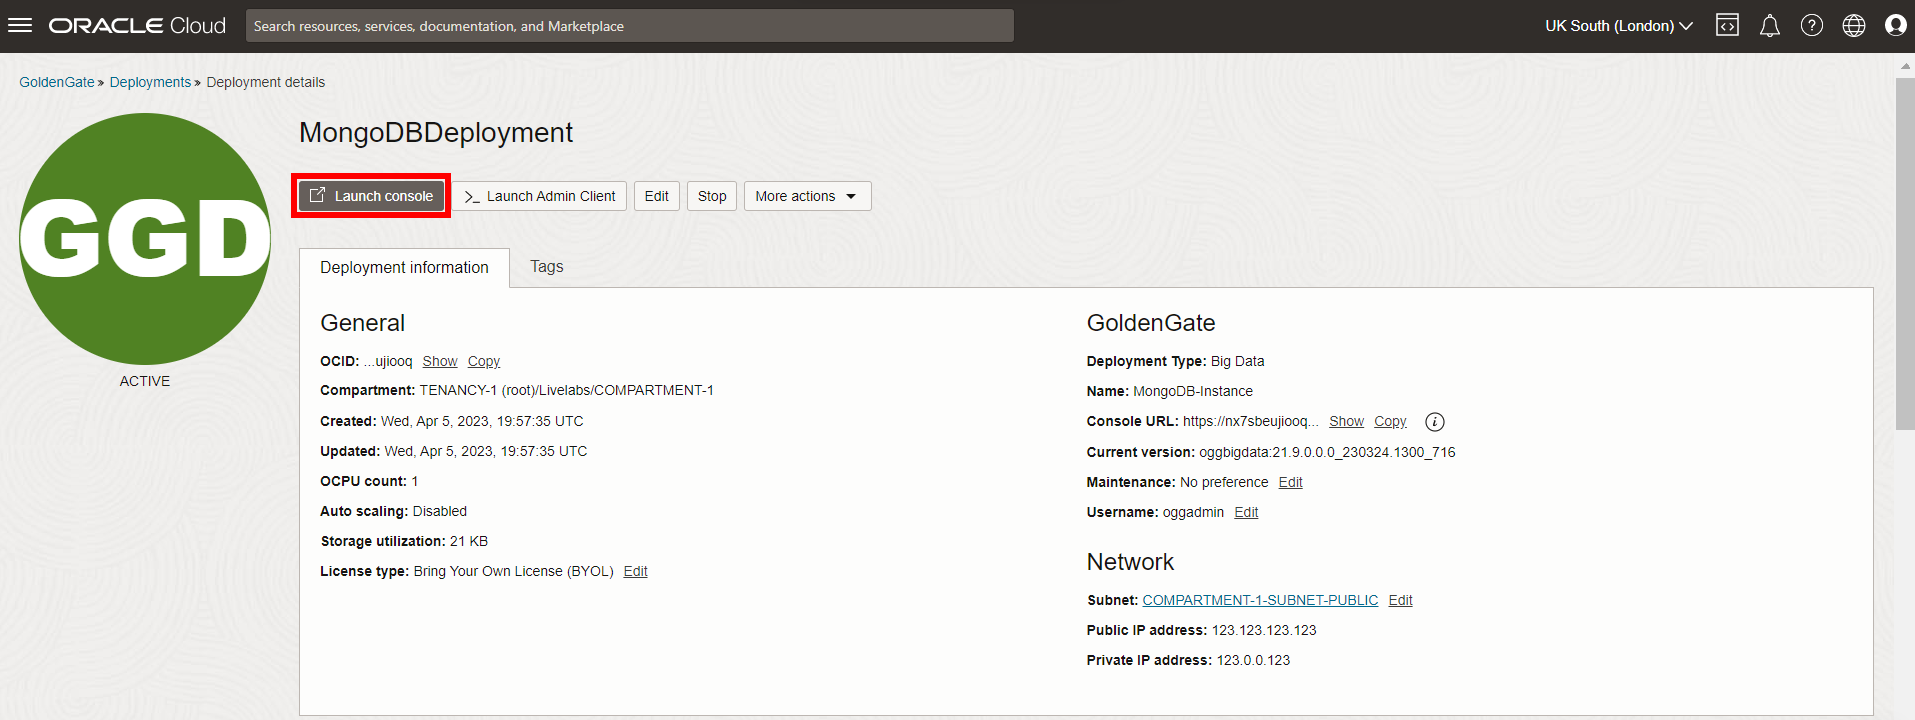 ORACLE Cloud
Search resources, services, documentation, and Marketplace
UK South (London)
GoldenGate » Deployments » Deployment details
GGD
ACTIVE
MongoDBDeployment
Launch console
Launch Admin Client
Edit
Stop
More actions
Deployment information
Tags
General
OCID: ...ujiooq Show Copy
Compartment: TENANCY-1 (root)/Livelabs/COMPARTMENT-1
Created: Wed, Apr 5, 2023, 19:57:35 UTC
Updated: Wed, Apr 5, 2023, 19:57:35 UTC
OCPU count: 1
Auto scaling: Disabled
Storage utilization: 21 KB
License type: Bring Your Own License (BYOL) Edit
GoldenGate
Deployment Type: Big Data
Name: MongoDB-Instance
Console URL: https://nx7sbeujiooq... Show Copy
Current version: oggbigdata:21.9.0.0.0_230324.1300_716
Maintenance: No preference Edit
Username: oggadmin Edit
Network
Subnet: COMPARTMENT-1-SUBNET-PUBLIC Edit
Public IP address: 123.123.123.123
Private IP address: 123.0.0.123